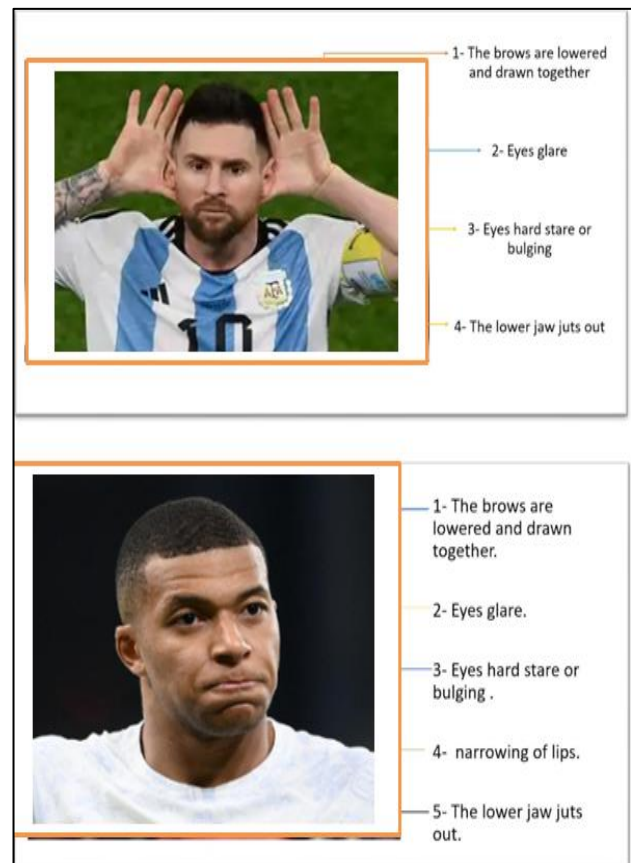 1- The brows are lowered
and drawn together
2- Eyes glare
3- Eyes hard stare or
bulging
4- The lower jaw juts out
AFA
10
1- The brows are
lowered and drawn
together.
2- Eyes glare.
3- Eyes hard stare or
bulging .
4-  narrowing of lips.
5- The lower jaw juts
out.